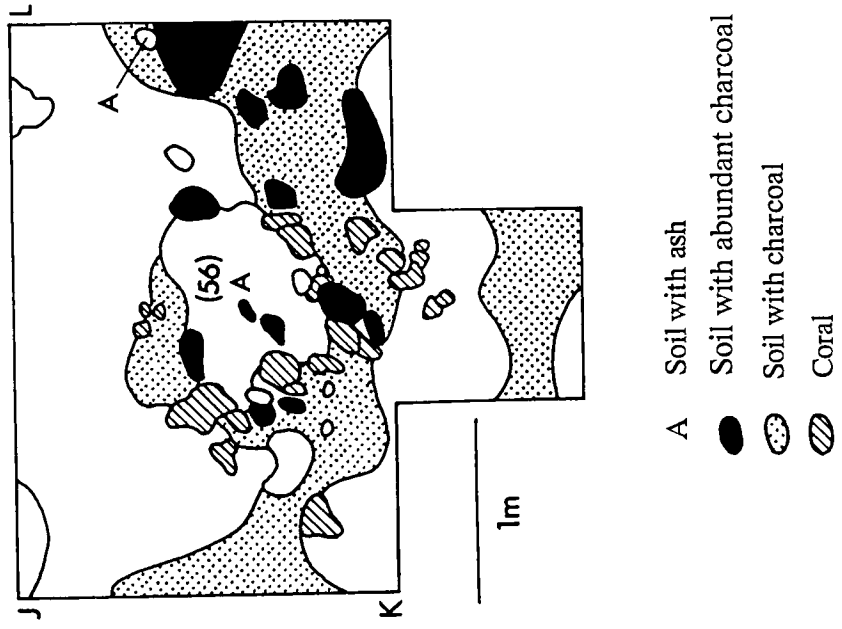 J
L
A
(56)
A
K
1m
A Soil with ash
Soil with abundant charcoal
Soil with charcoal
Coral